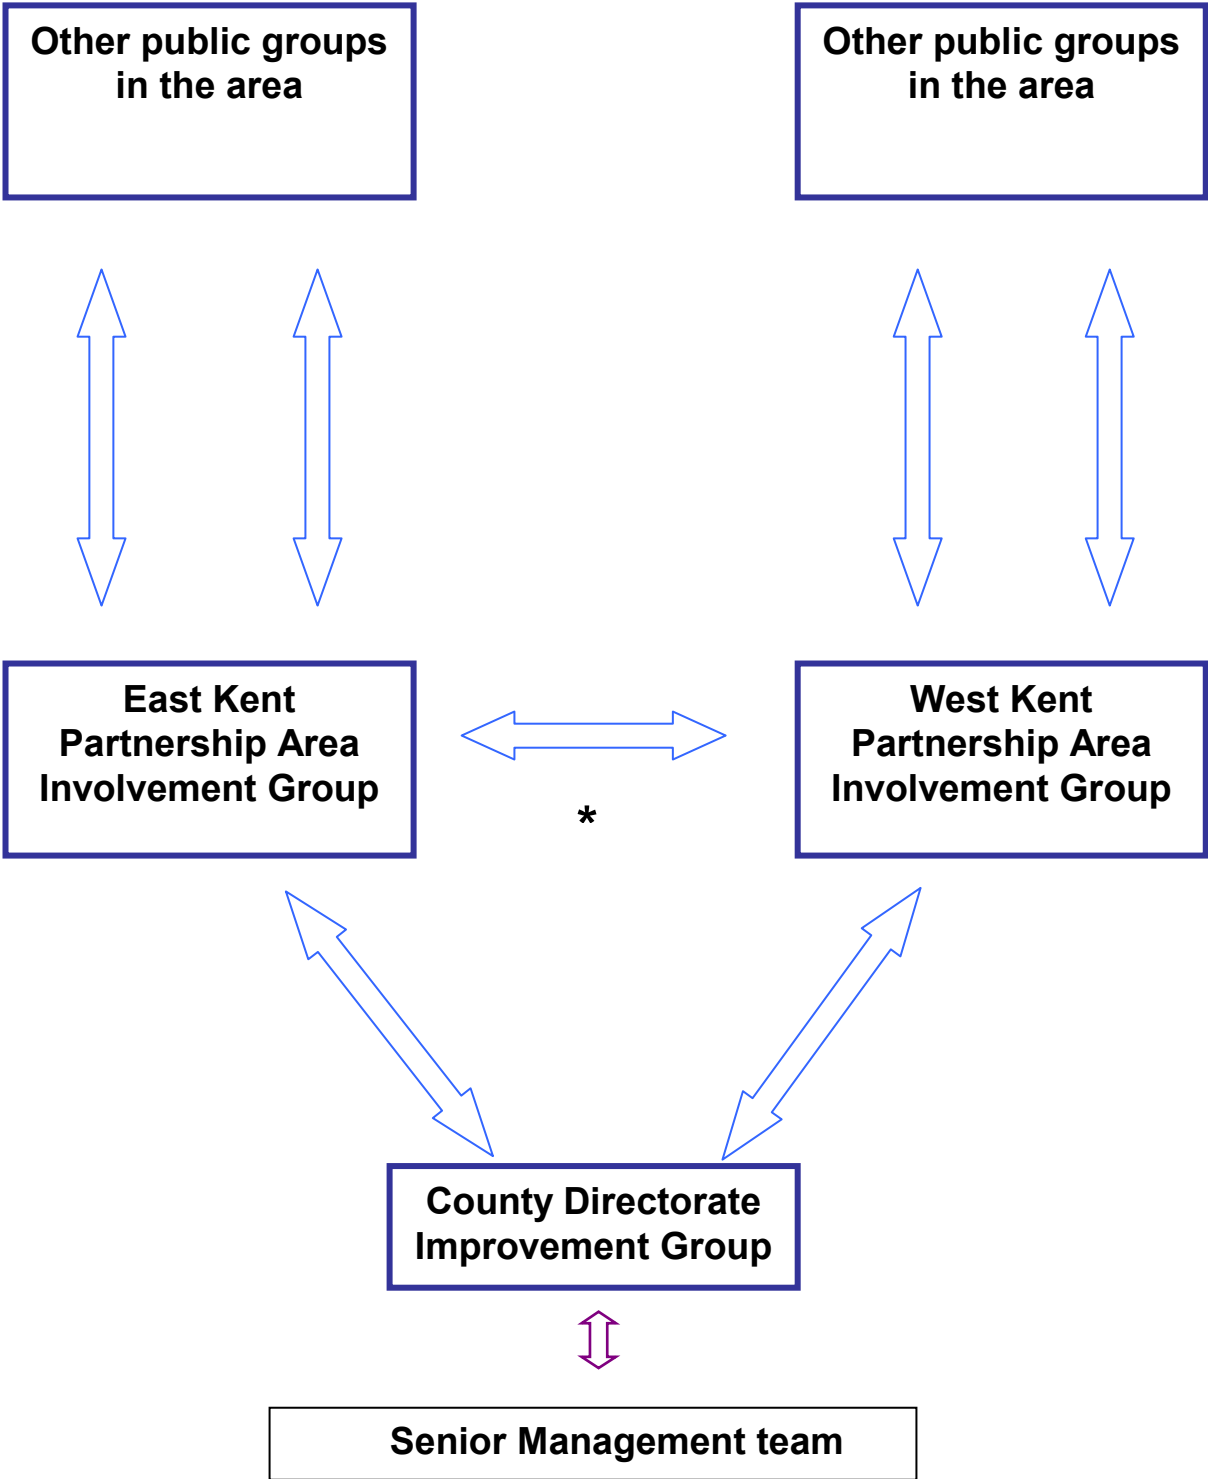 Other public groups
in the area
Other public groups
in the area
East Kent
Partnership Area
Involvement Group
West Kent
Partnership Area
Involvement Group
*
County Directorate
Improvement Group
Senior Management team